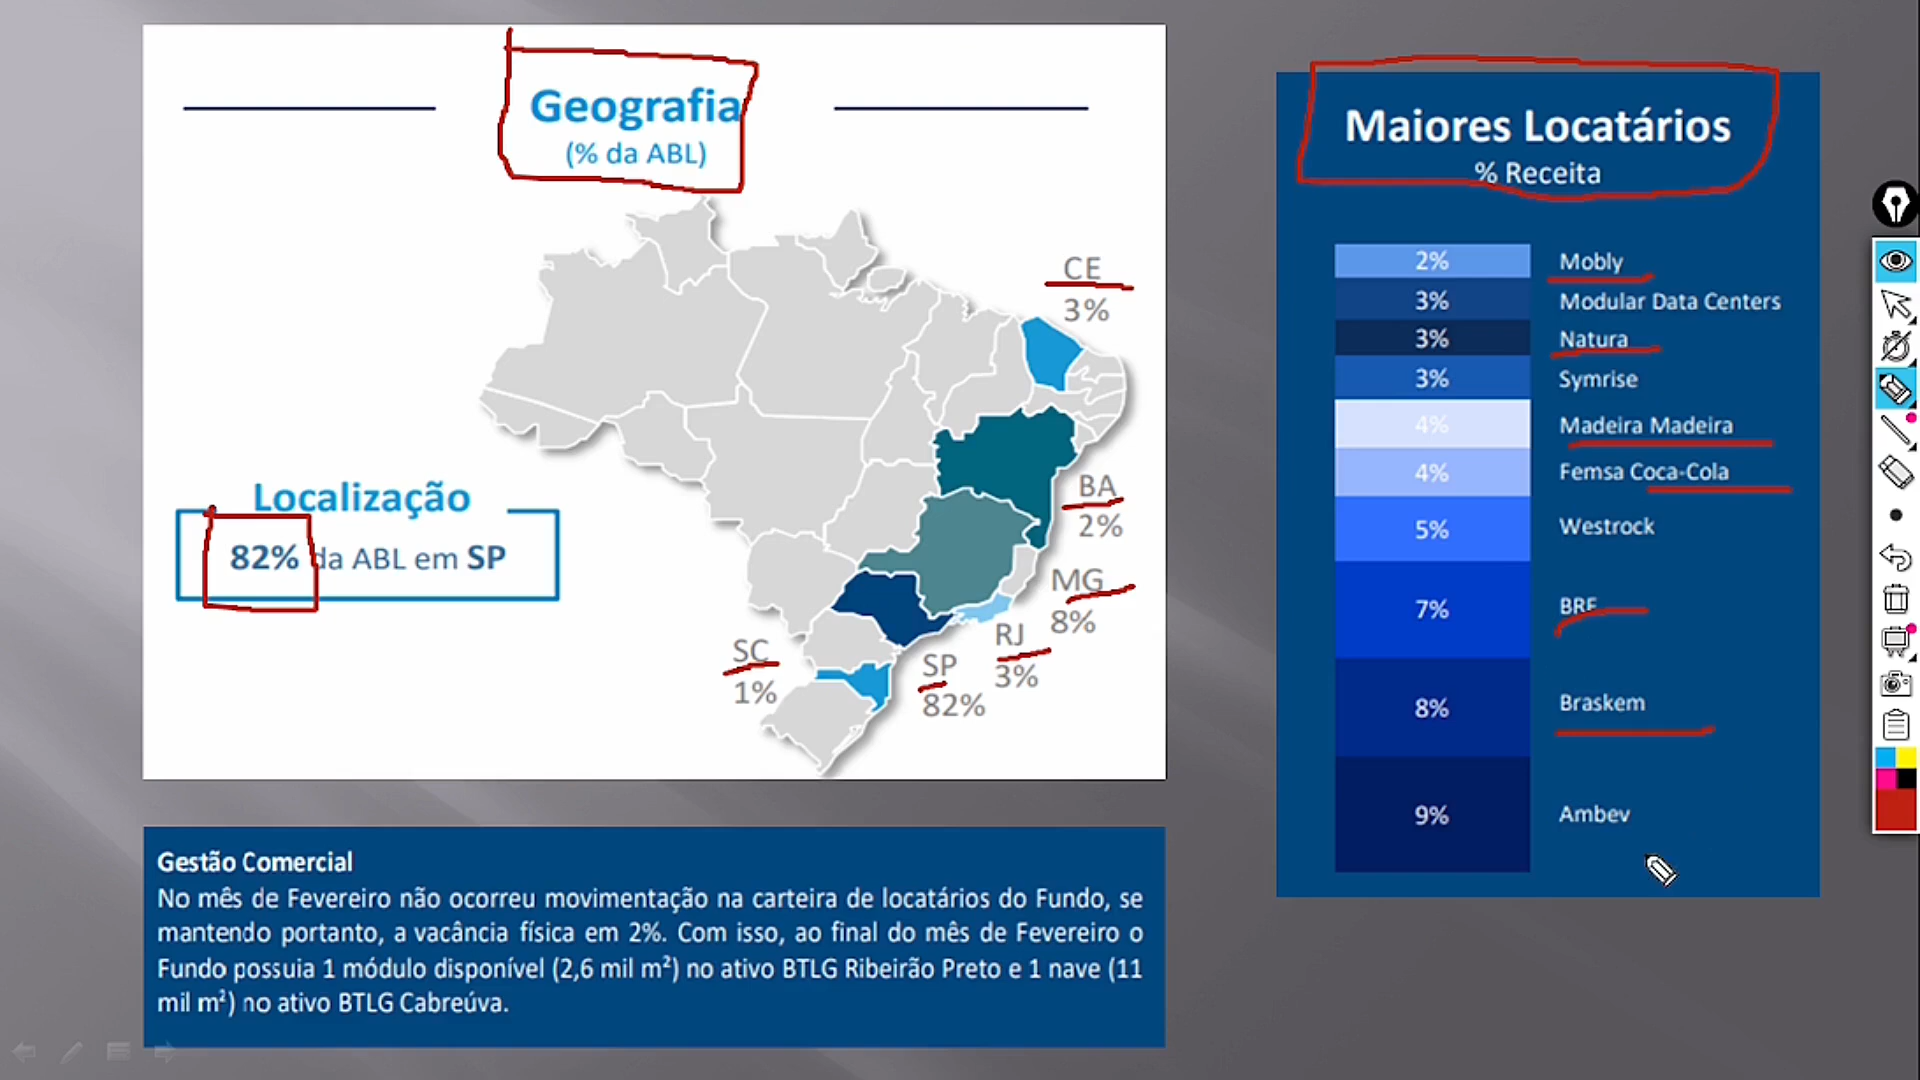 Geografia
(% da ABL)
CE
3%
BA
2%
MG
8%
RJ
3%
SP
82%
SC
1%
Localização
82% da ABL em SP
Gestão Comercial
No mês de Fevereiro não ocorreu movimentação na carteira de locatários do Fundo, se
mantendo portanto, a vacância física em 2%. Com isso, ao final do mês de Fevereiro o
Fundo possuia 1 módulo disponível (2,6 mil m²) no ativo BTLG Ribeirão Preto e 1 nave (11
mil m²) no ativo BTLG Cabreúva.
Maiores Locatários
% Receita
2% Mobly
3% Modular Data Centers
3% Natura
3% Symrise
4% Madeira Madeira
4% Femsa Coca-Cola
5% Westrock
7% BRF
8% Braskem
9% Ambev